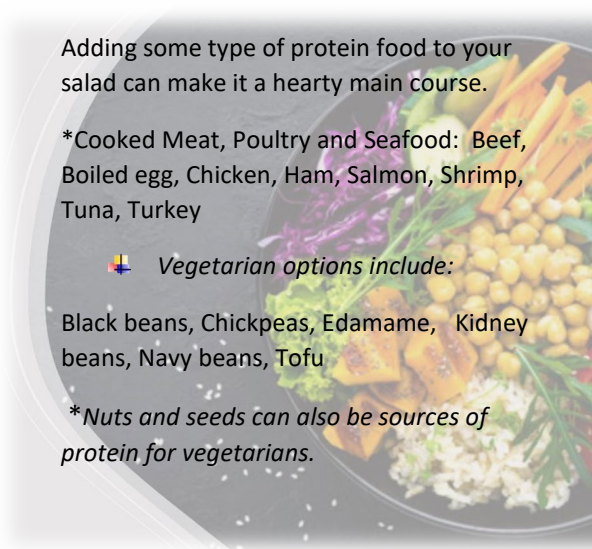 Adding some type of protein food to your
salad can make it a hearty main course.
*Cooked Meat, Poultry and Seafood:  Beef,
Boiled egg, Chicken, Ham, Salmon, Shrimp,
Tuna, Turkey
Vegetarian options include:
Black beans, Chickpeas, Edamame,   Kidney
beans, Navy beans, Tofu
*Nuts and seeds can also be sources of
protein for vegetarians.